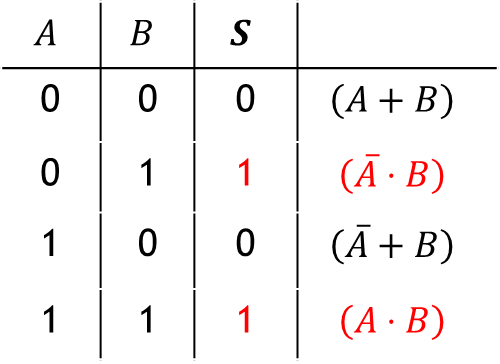 A B S
0 0 0 (A + B)
0 1 1 (Ā · B)
1 0 0 (Ā + B)
1 1 1 (A · B)